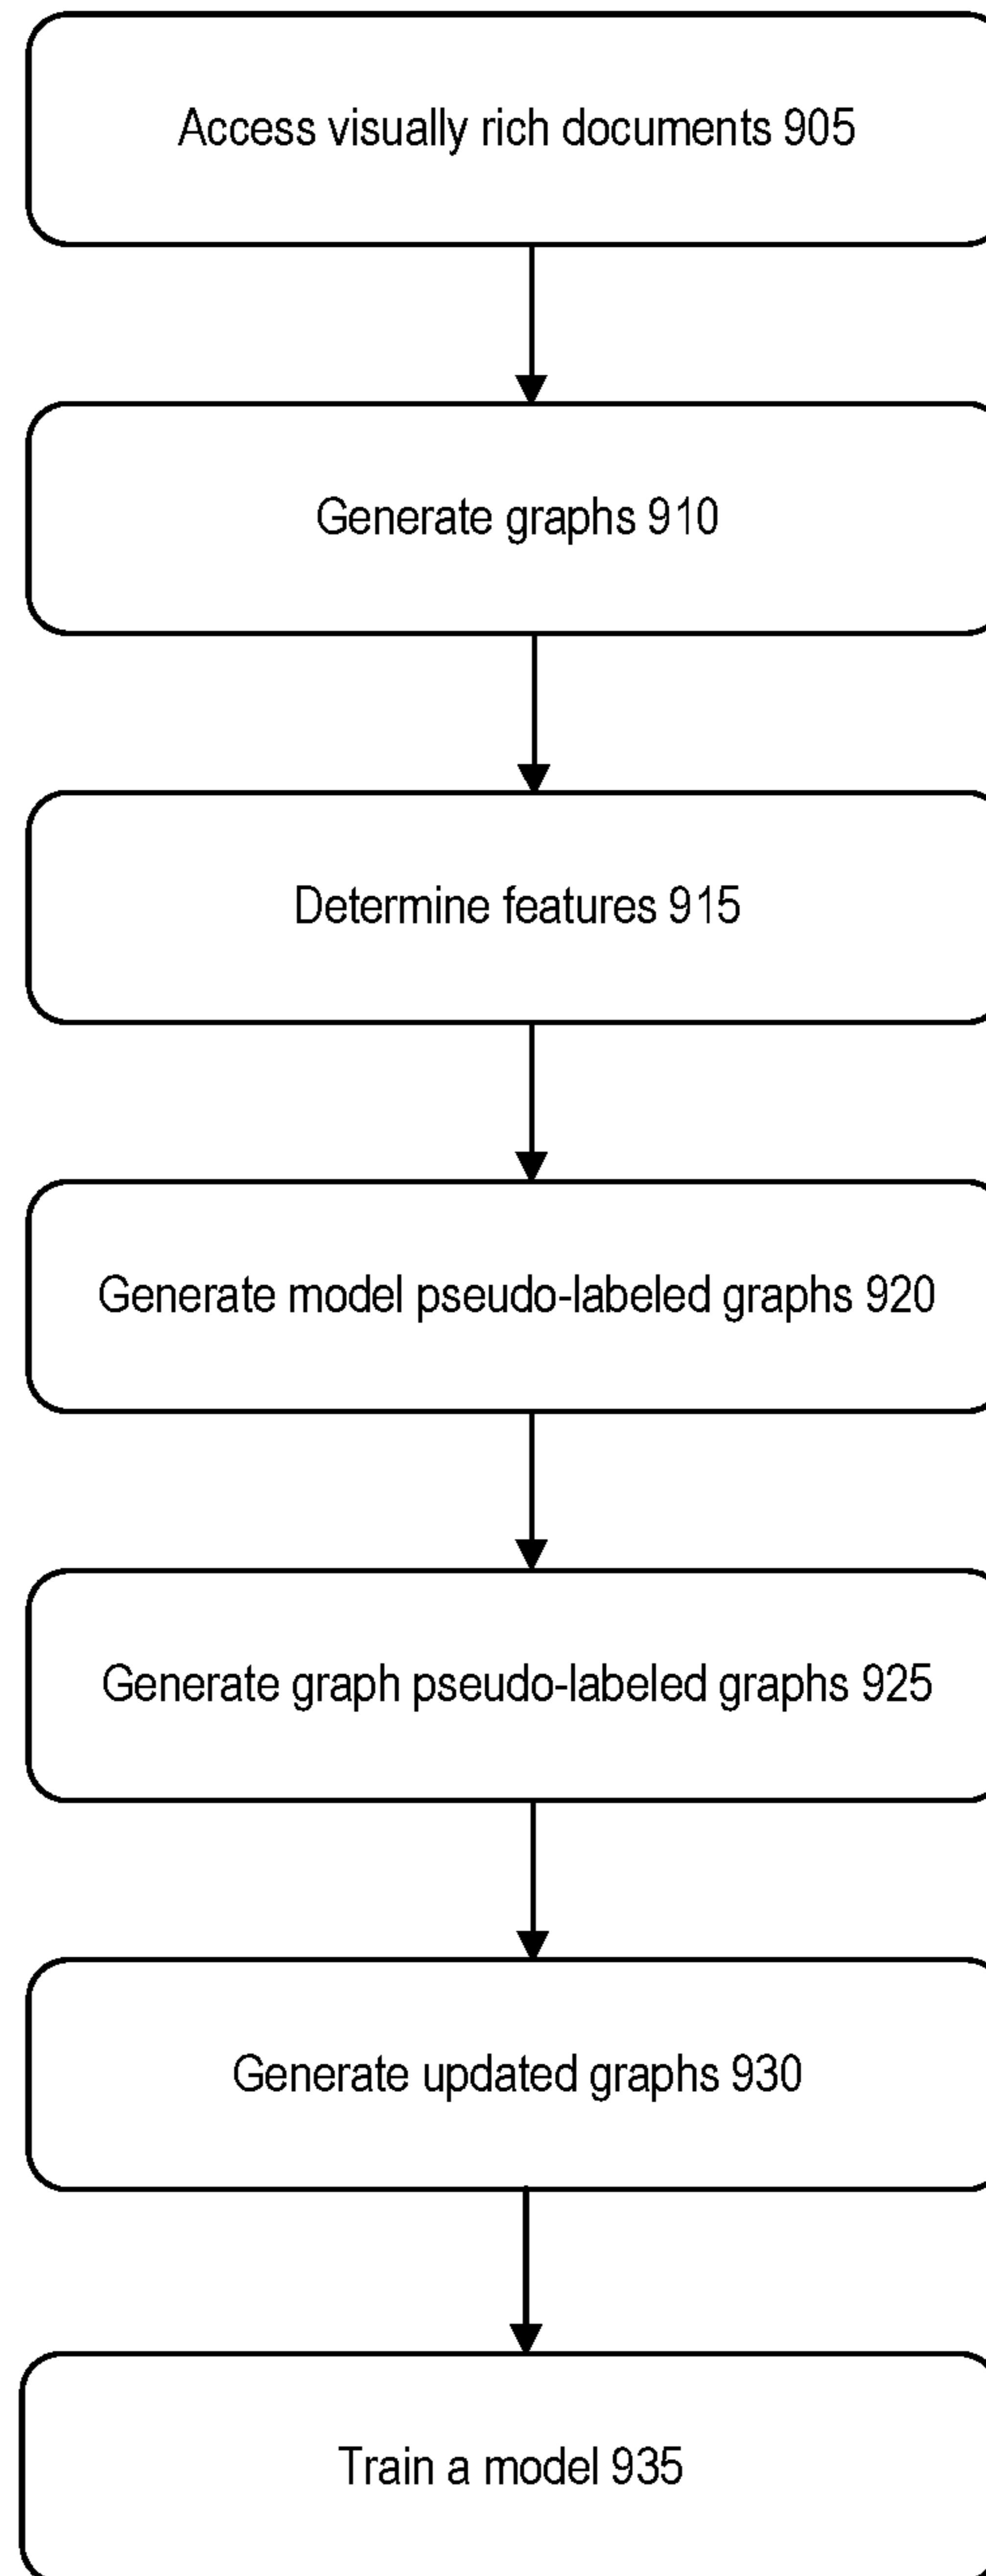 Access visually rich documents 905
Generate graphs 910
Determine features 915
Generate model pseudo-labeled graphs 920
Generate graph pseudo-labeled graphs 925
Generate updated graphs 930
Train a model 935